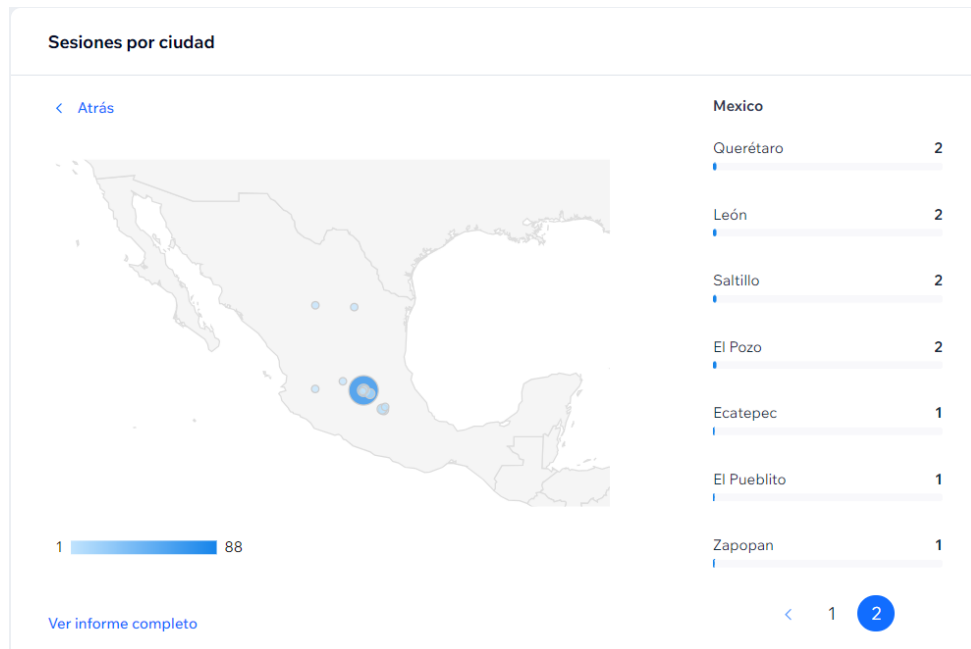 Sesiones por ciudad
Atrás
1 88
Ver informe completo
Mexico
Querétaro 2
León 2
Saltillo 2
El Pozo 2
Ecatepec 1
El Pueblito 1
Zapopan 1
1 2